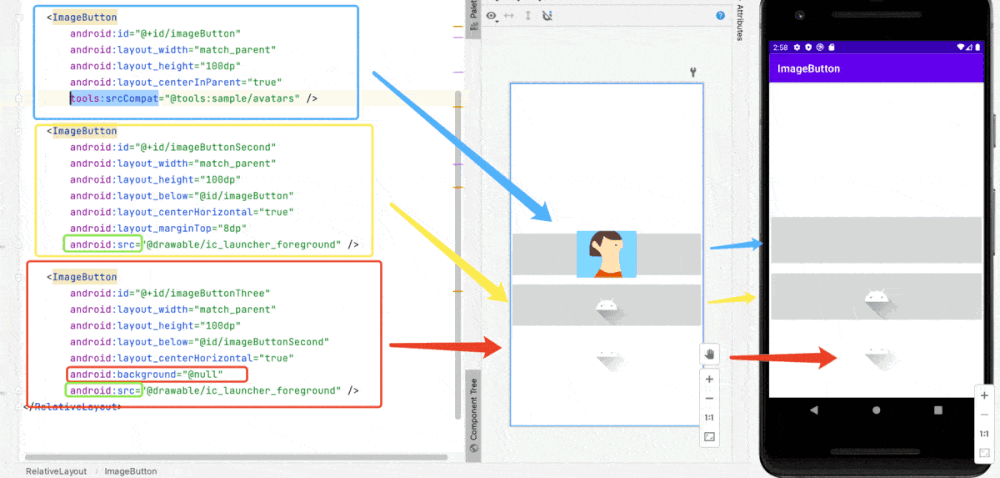 <ImageButton
android:id="@+id/imageButton"
android:layout_width="match_parent"
android:layout_height="100dp"
android:layout_centerInParent="true"
tools:srcCompat="@tools:sample/avatars" />
<ImageButton
android:id="@+id/imageButtonSecond"
android:layout_width="match_parent"
android:layout_height="100dp"
android:layout_below="@id/imageButton"
android:layout_centerHorizontal="true"
android:layout_marginTop="8dp"
android:src="@drawable/ic_launcher_foreground" />
<ImageButton
android:id="@+id/imageButtonThree"
android:layout_width="match_parent"
android:layout_height="100dp"
android:layout_below="@id/imageButtonSecond"
android:layout_centerHorizontal="true"
android:background="@null"
android:src="@drawable/ic_launcher_foreground" />
</RelativeLayout>
RelativeLayout
ImageButton
Component Tree
?
1:1
Attributes
2:58
ImageButton
1:1